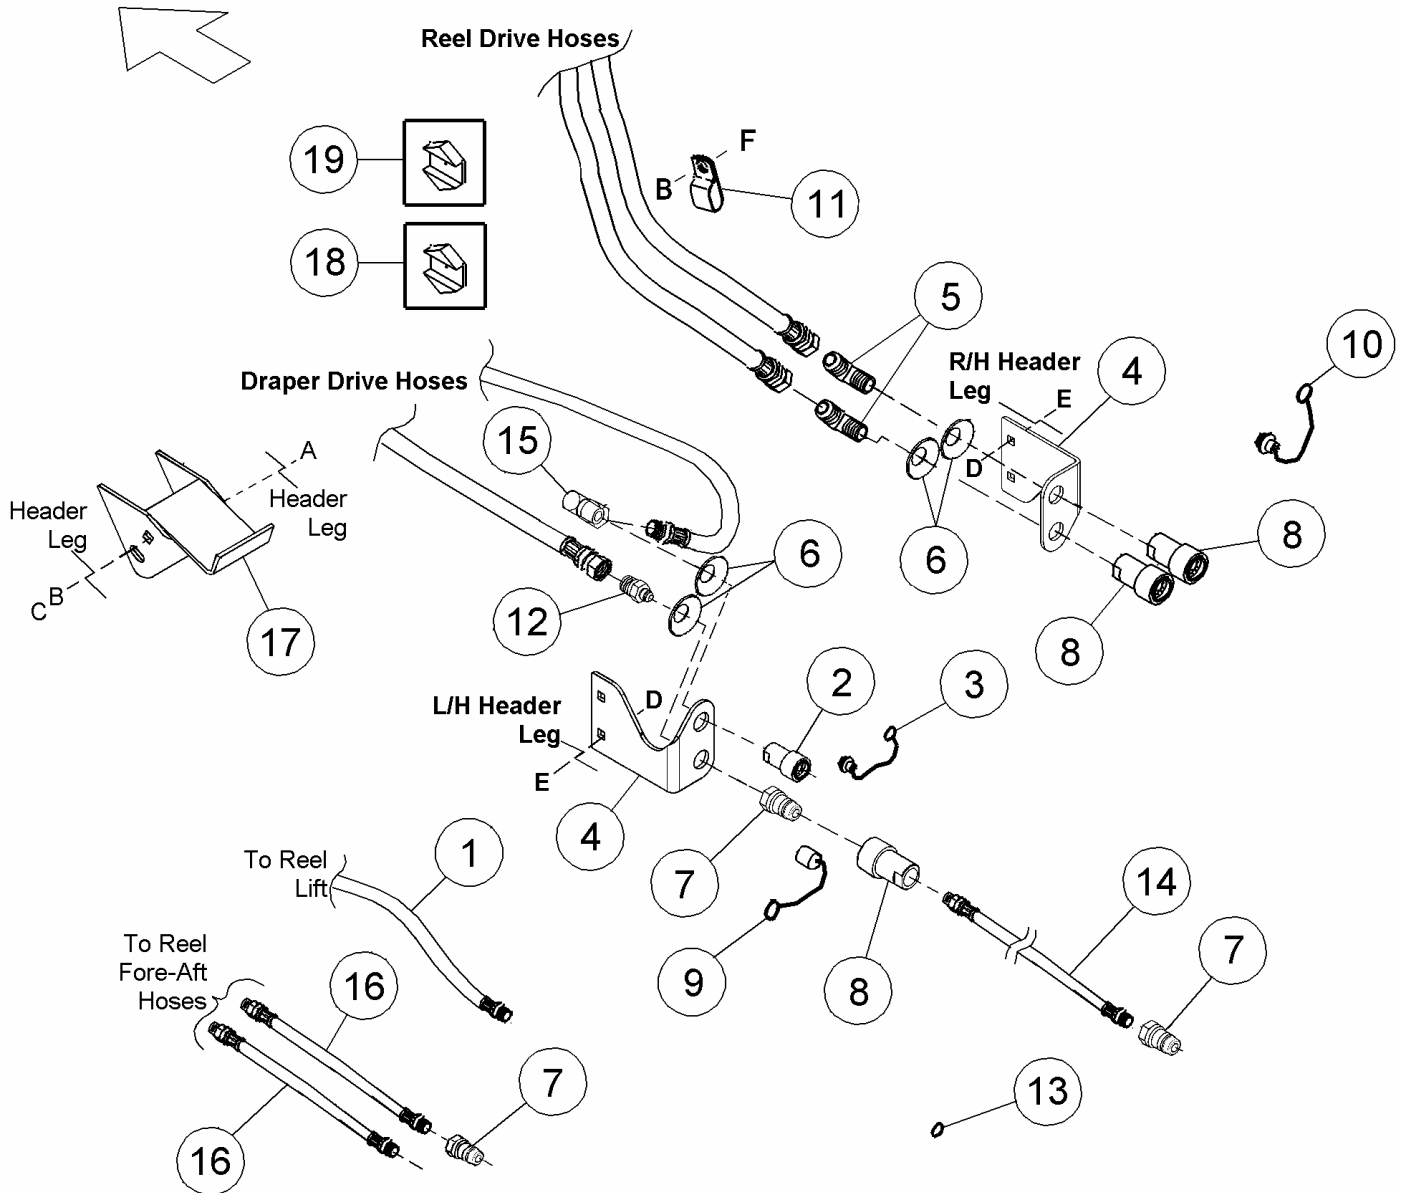 Reel Drive Hoses
19
F
B
11
18
5
10
R/H Header
Leg
4
E
Draper Drive Hoses
15
A
Header
Leg
D
Header
Leg
8
6
6
B
C
12
17
8
2
3
D
L/H Header
Leg
E
4
1
To Reel
Lift
7
14
7
9
8
To Reel
Fore-Aft
Hoses
16
7
13
16